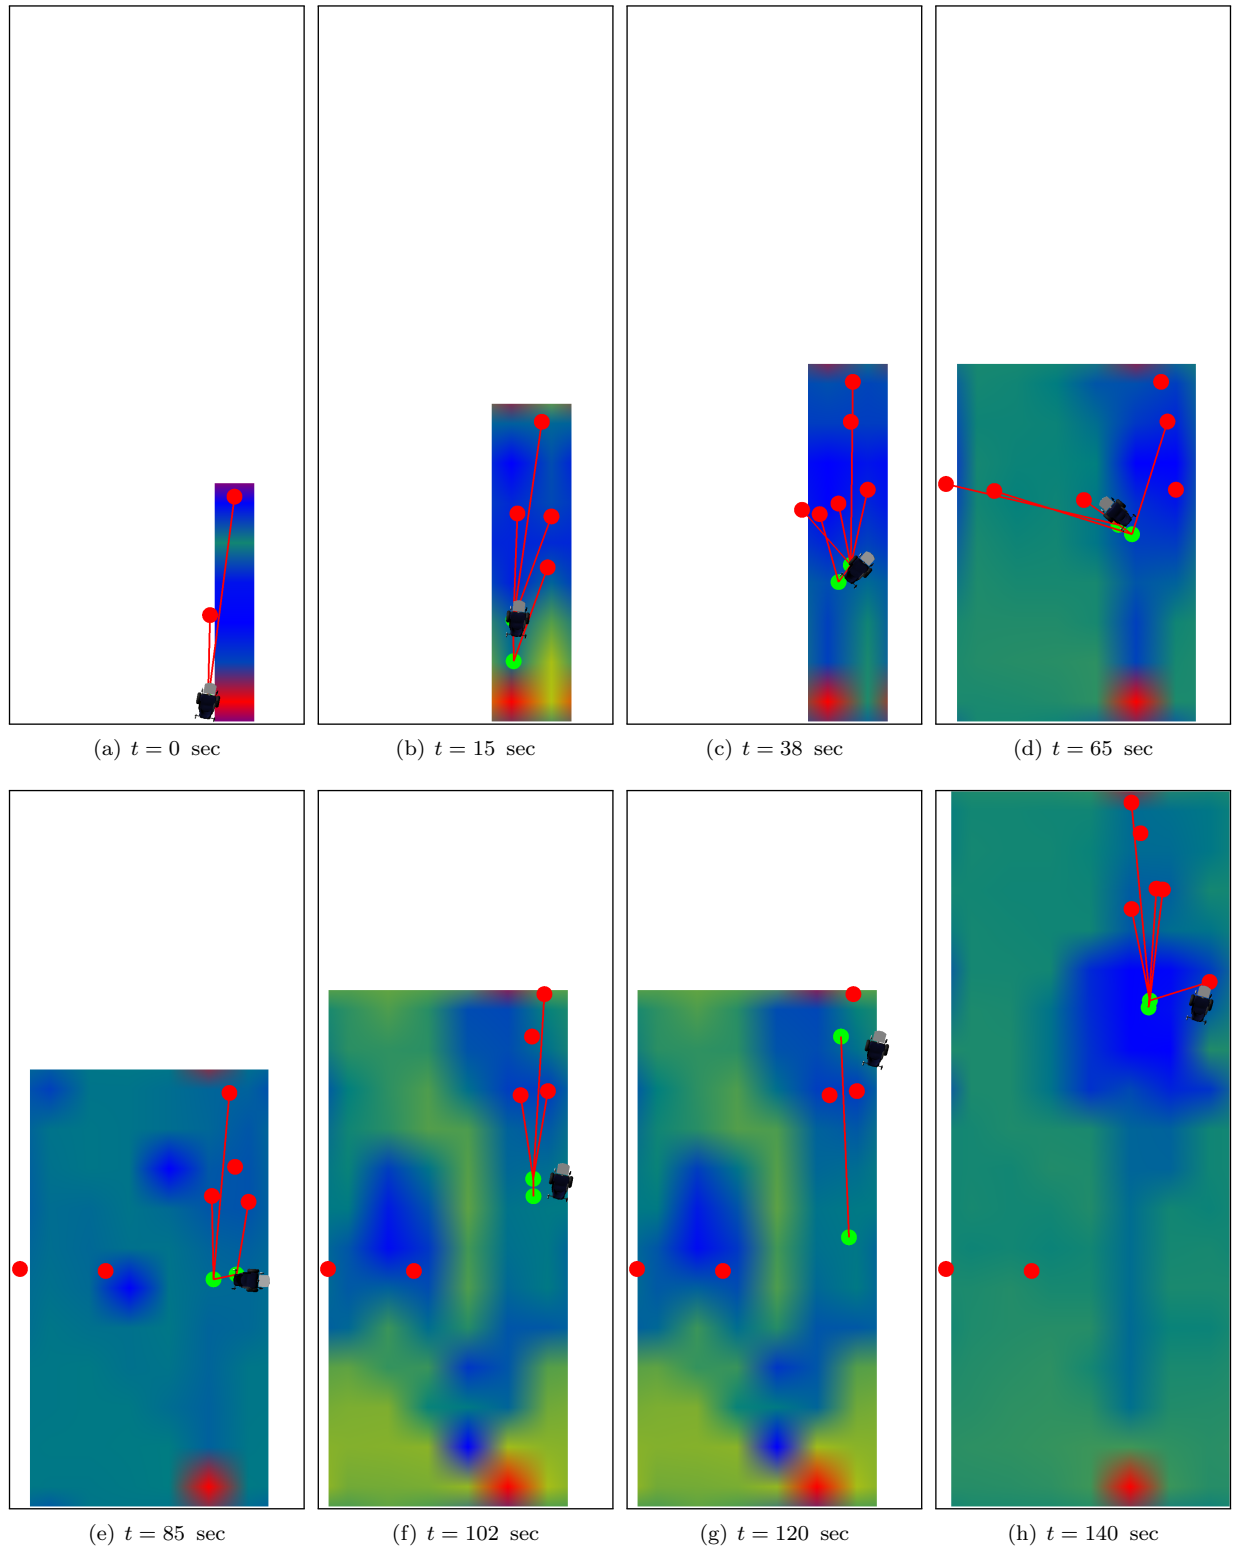 (a) t = 0 sec
(b) t = 15 sec
(c) t = 38 sec
(d) t = 65 sec
(e) t = 85 sec
(f) t = 102 sec
(g) t = 120 sec
(h) t = 140 sec